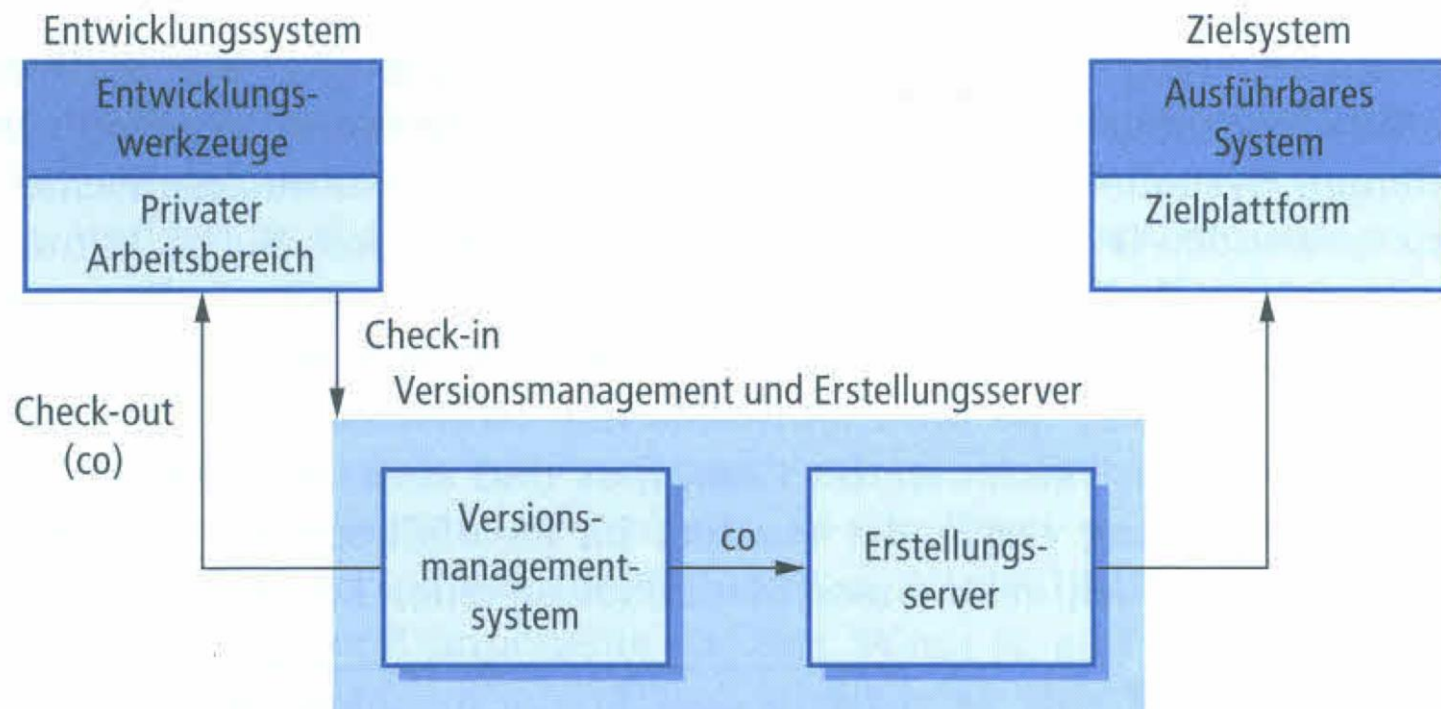 Entwicklungssystem
Entwicklungs-
werkzeuge
Privater
Arbeitsbereich
Zielsystem
Ausführbares
System
Zielplattform
Check-in
Check-out
(co)
Versionsmanagement und Erstellungsserver
Versions-
management-
system
co
Erstellungs-
server